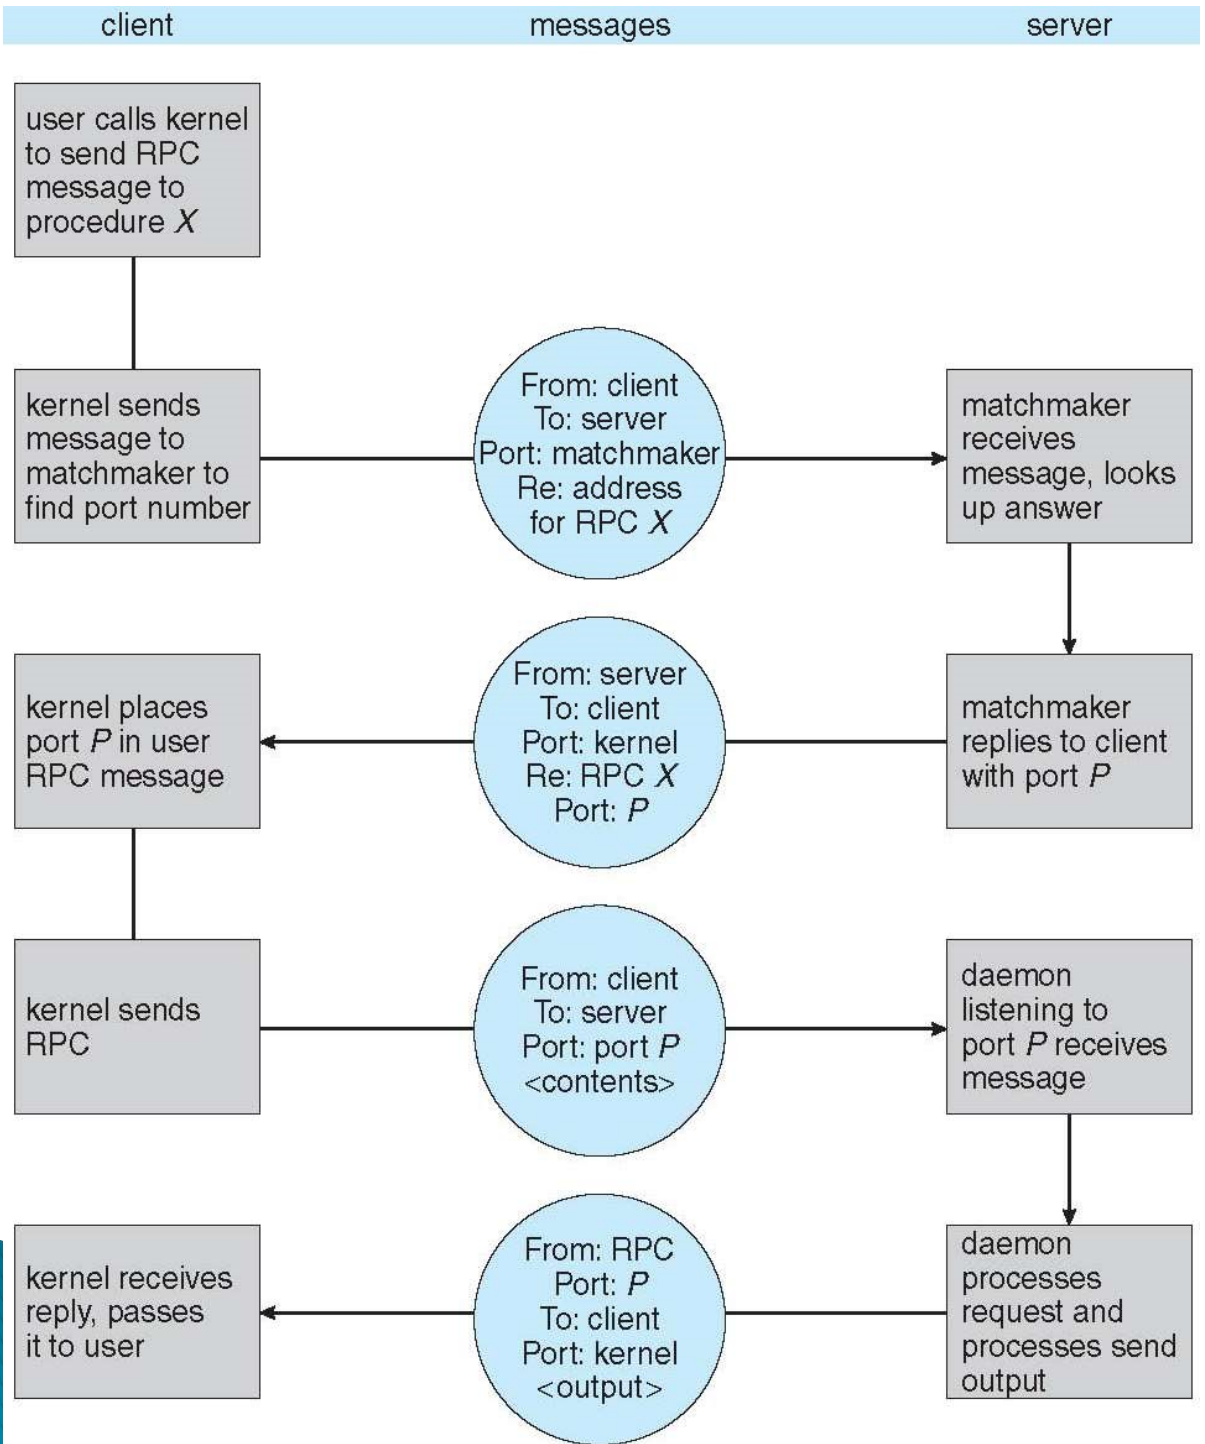 client
messages
server
user calls kernel
to send RPC
message to
procedure X
kernel sends
message to
matchmaker to
find port number
From: client
To: server
Port: matchmaker
Re: address
for RPC X
matchmaker
receives
message, looks
up answer
kernel places
port P in user
RPC message
From: server
To: client
Port: kernel
Re: RPC X
Port: P
matchmaker
replies to client
with port P
kernel sends
RPC
From: client
To: server
Port: port P
<contents>
daemon
listening to
port P receives
message
kernel receives
reply, passes
it to user
From: RPC
Port: P
To: client
Port: kernel
<output>
daemon
processes
request and
processes send
output